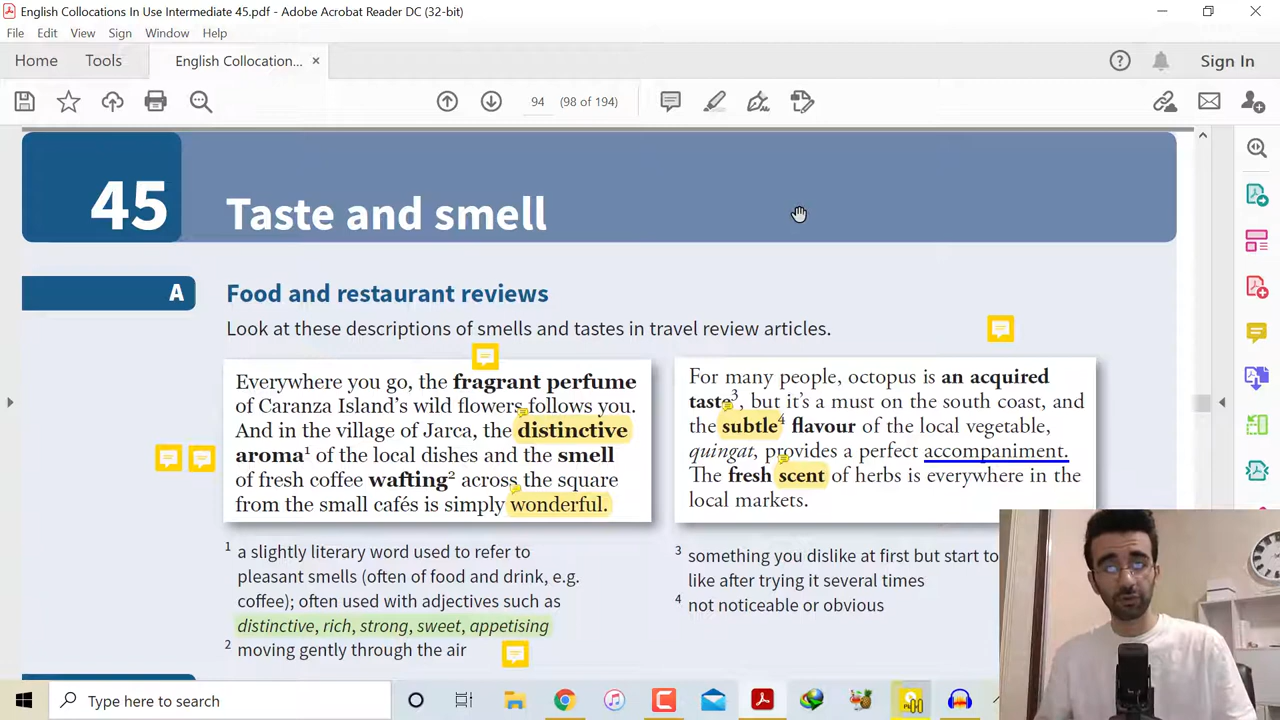 English Collocations In Use Intermediate 45.pdf - Adobe Acrobat Reader DC (32-bit)
File Edit View Sign Window Help
Home Tools English Collocation... × Sign In
94 (98 of 194)
45 Taste and smell
A Food and restaurant reviews
Look at these descriptions of smells and tastes in travel review articles.
Everywhere you go, the fragrant perfume
of Caranza Island's wild flowers follows you.
And in the village of Jarca, the distinctive
aroma¹ of the local dishes and the smell
of fresh coffee wafting² across the square
from the small cafés is simply wonderful.
1 a slightly literary word used to refer to
pleasant smells (often of food and drink, e.g.
coffee); often used with adjectives such as
distinctive, rich, strong, sweet, appetising
2 moving gently through the air
For many people, octopus is an acquired
taste³, but it's a must on the south coast, and
the subtle⁴ flavour of the local vegetable,
quingat, provides a perfect accompaniment.
The fresh scent of herbs is everywhere in the
local markets.
3 something you dislike at first but start to
like after trying it several times
4 not noticeable or obvious
Type here to search